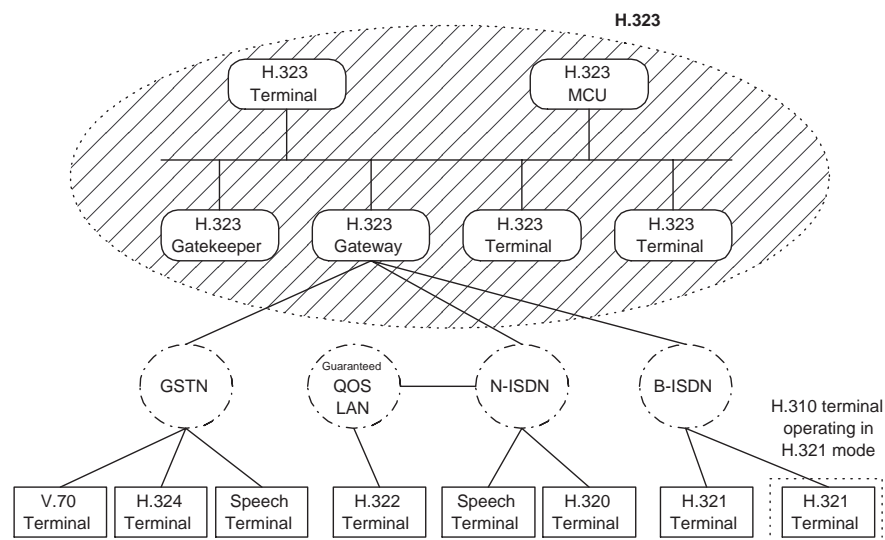 H.323
H.323
Terminal
H.323
MCU
H.323
Gatekeeper
H.323
Gateway
H.323
Terminal
H.323
Terminal
GSTN
Guaranteed
QOS
LAN
N-ISDN
B-ISDN
H.310 terminal
operating in
H.321 mode
V.70
Terminal
H.324
Terminal
Speech
Terminal
H.322
Terminal
Speech
Terminal
H.320
Terminal
H.321
Terminal
H.321
Terminal